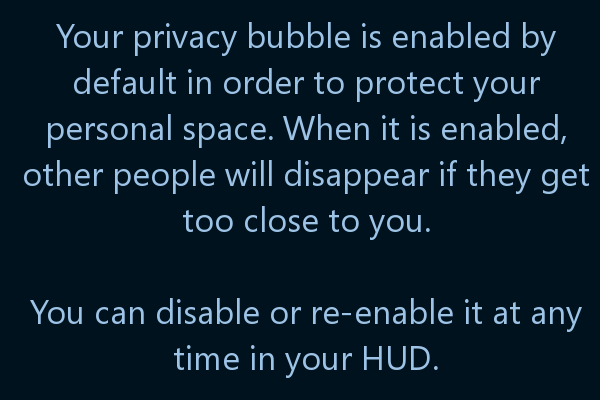 Your privacy bubble is enabled by
default in order to protect your
personal space. When it is enabled,
other people will disappear if they get
too close to you.
You can disable or re-enable it at any
time in your HUD.